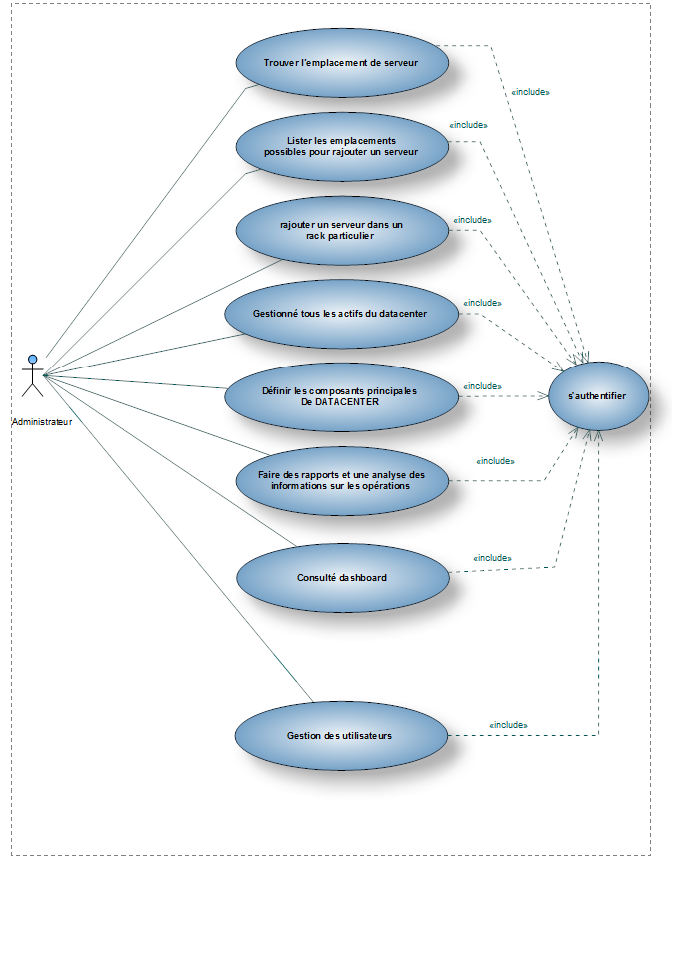 Trouver l'emplacement de serveur
«include»
Lister les emplacements
possibles pour rajouter un serveur
«include»
rajouter un serveur dans un
rack particulier
«include»
Gestionné tous les actifs du datacenter
«include»
Définir les composants principales
De DATACENTER
«include»
s'authentifier
Administrateur
Faire des rapports et une analyse des
informations sur les opérations
«include»
Consulté dashboard
«include»
Gestion des utilisateurs
«include»